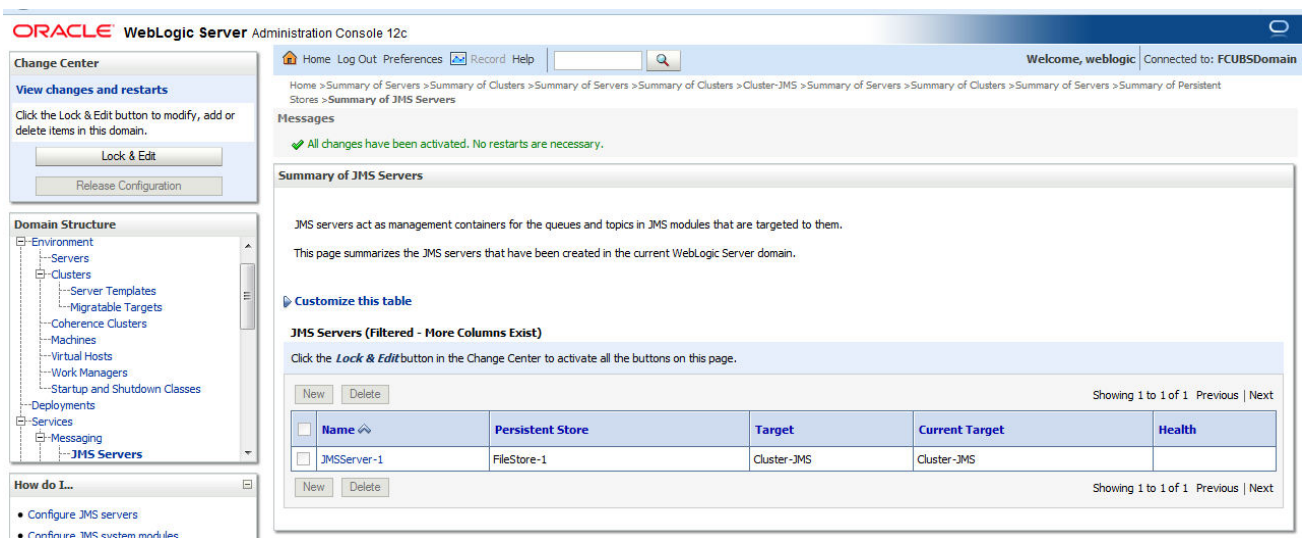 ORACLE WebLogic Server Administration Console 12c
Change Center
View changes and restarts
Click the Lock & Edit button to modify, add or
delete items in this domain.
Lock & Edit
Release Configuration
Domain Structure
Environment
Servers
Clusters
Server Templates
Migratable Targets
Coherence Clusters
Machines
Virtual Hosts
Work Managers
Startup and Shutdown Classes
Deployments
Services
Messaging
JMS Servers
How do I...
• Configure JMS servers
• Configure JMS system modules
Home Log Out Preferences Record Help
Welcome, weblogic Connected to: FCUBSDomain
Home >Summary of Servers >Summary of Clusters >Summary of Servers >Summary of Clusters >Cluster-JMS >Summary of Servers >Summary of Clusters >Summary of Servers >Summary of Persistent
Stores >Summary of JMS Servers
Messages
All changes have been activated. No restarts are necessary.
Summary of JMS Servers
JMS servers act as management containers for the queues and topics in JMS modules that are targeted to them.
This page summarizes the JMS servers that have been created in the current WebLogic Server domain.
Customize this table
JMS Servers (Filtered - More Columns Exist)
Click the Lock & Edit button in the Change Center to activate all the buttons on this page.
New Delete
Showing 1 to 1 of 1 Previous | Next
Name Persistent Store Target Current Target Health
JMSServer-1 FileStore-1 Cluster-JMS Cluster-JMS
New Delete
Showing 1 to 1 of 1 Previous | Next